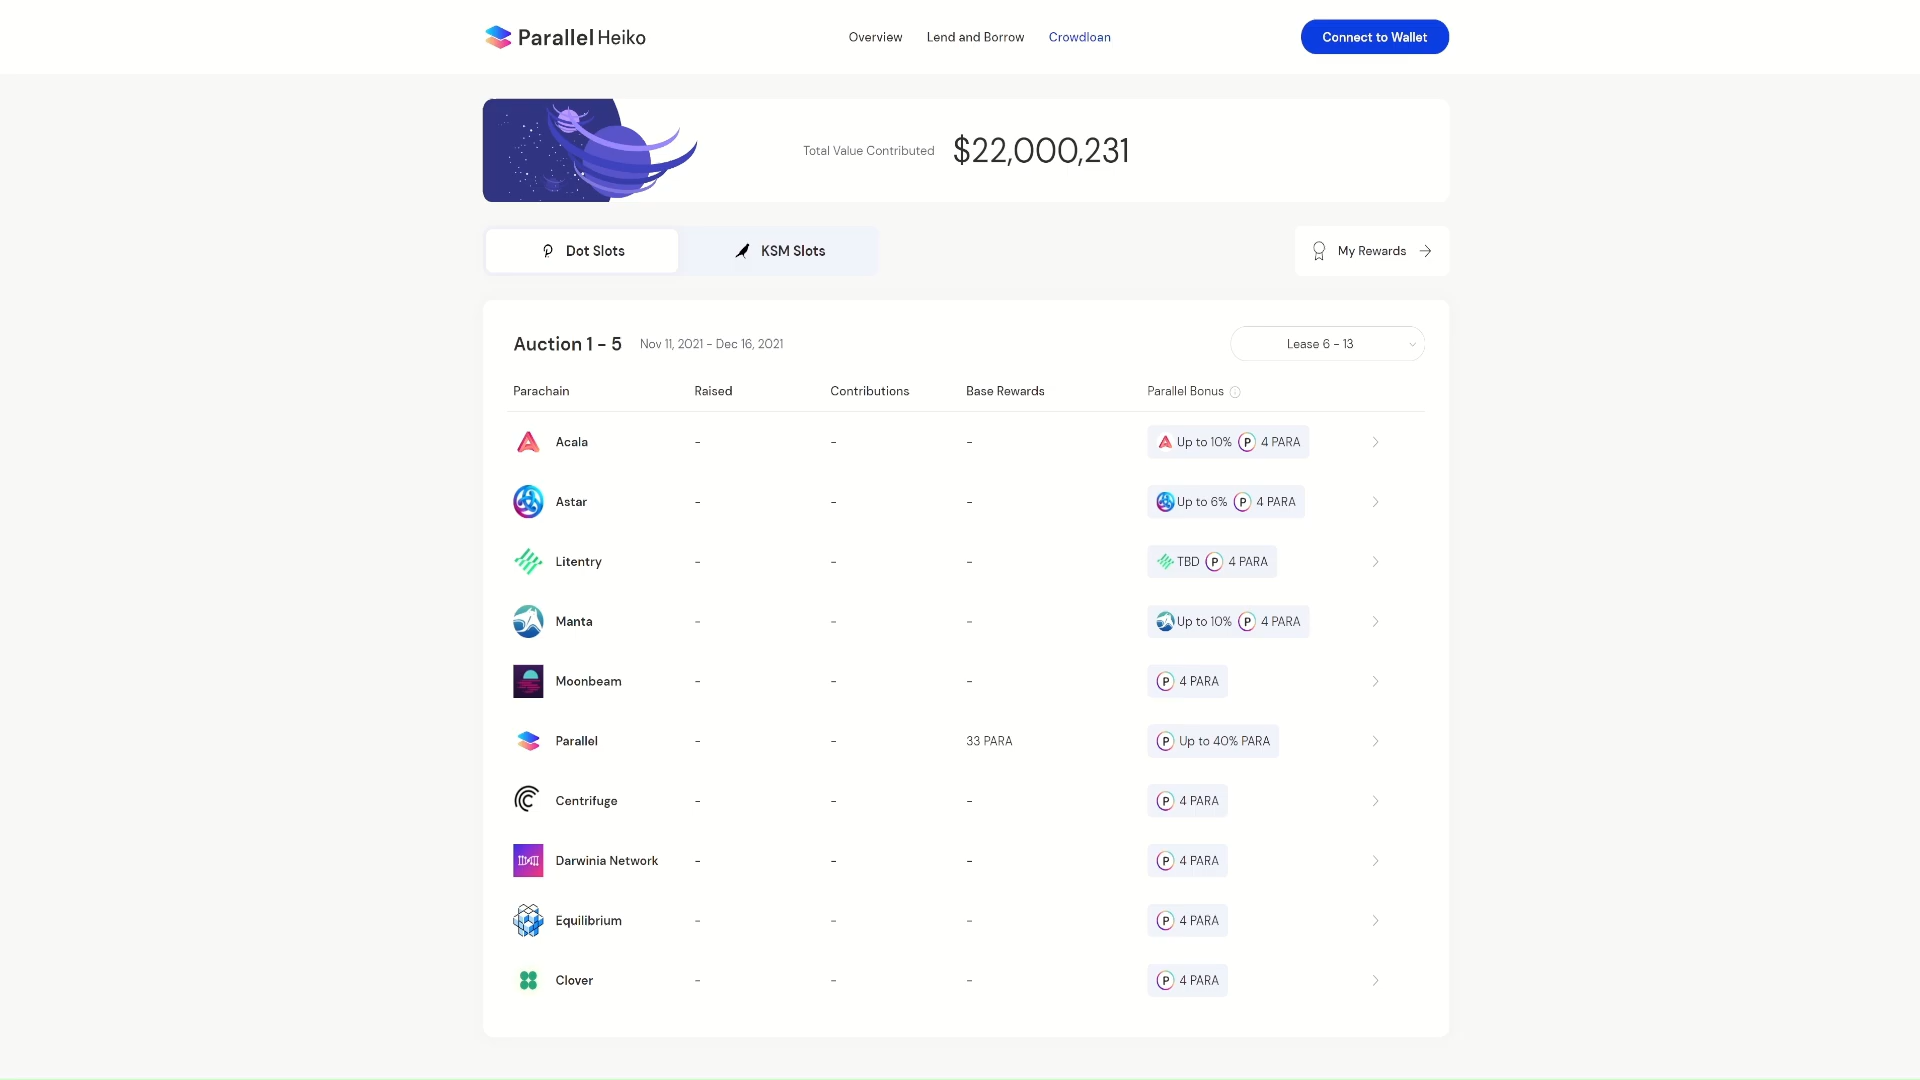 Parallel Heiko
Overview Lend and Borrow Crowdloan
Connect to Wallet
Total Value Contributed $22,000,231
Dot Slots KSM Slots
My Rewards
Auction 1 - 5 Nov 11, 2021 - Dec 16, 2021
Lease 6 - 13
Parachain Raised Contributions Base Rewards Parallel Bonus
Acala - - - Up to 10% P 4 PARA
Astar - - - Up to 6% P 4 PARA
Litentry - - - TBD P 4 PARA
Manta - - - Up to 10% P 4 PARA
Moonbeam - - - P 4 PARA
Parallel - - 33 PARA P Up to 40% PARA
Centrifuge - - - P 4 PARA
Darwinia Network - - - P 4 PARA
Equilibrium - - - P 4 PARA
Clover - - - P 4 PARA